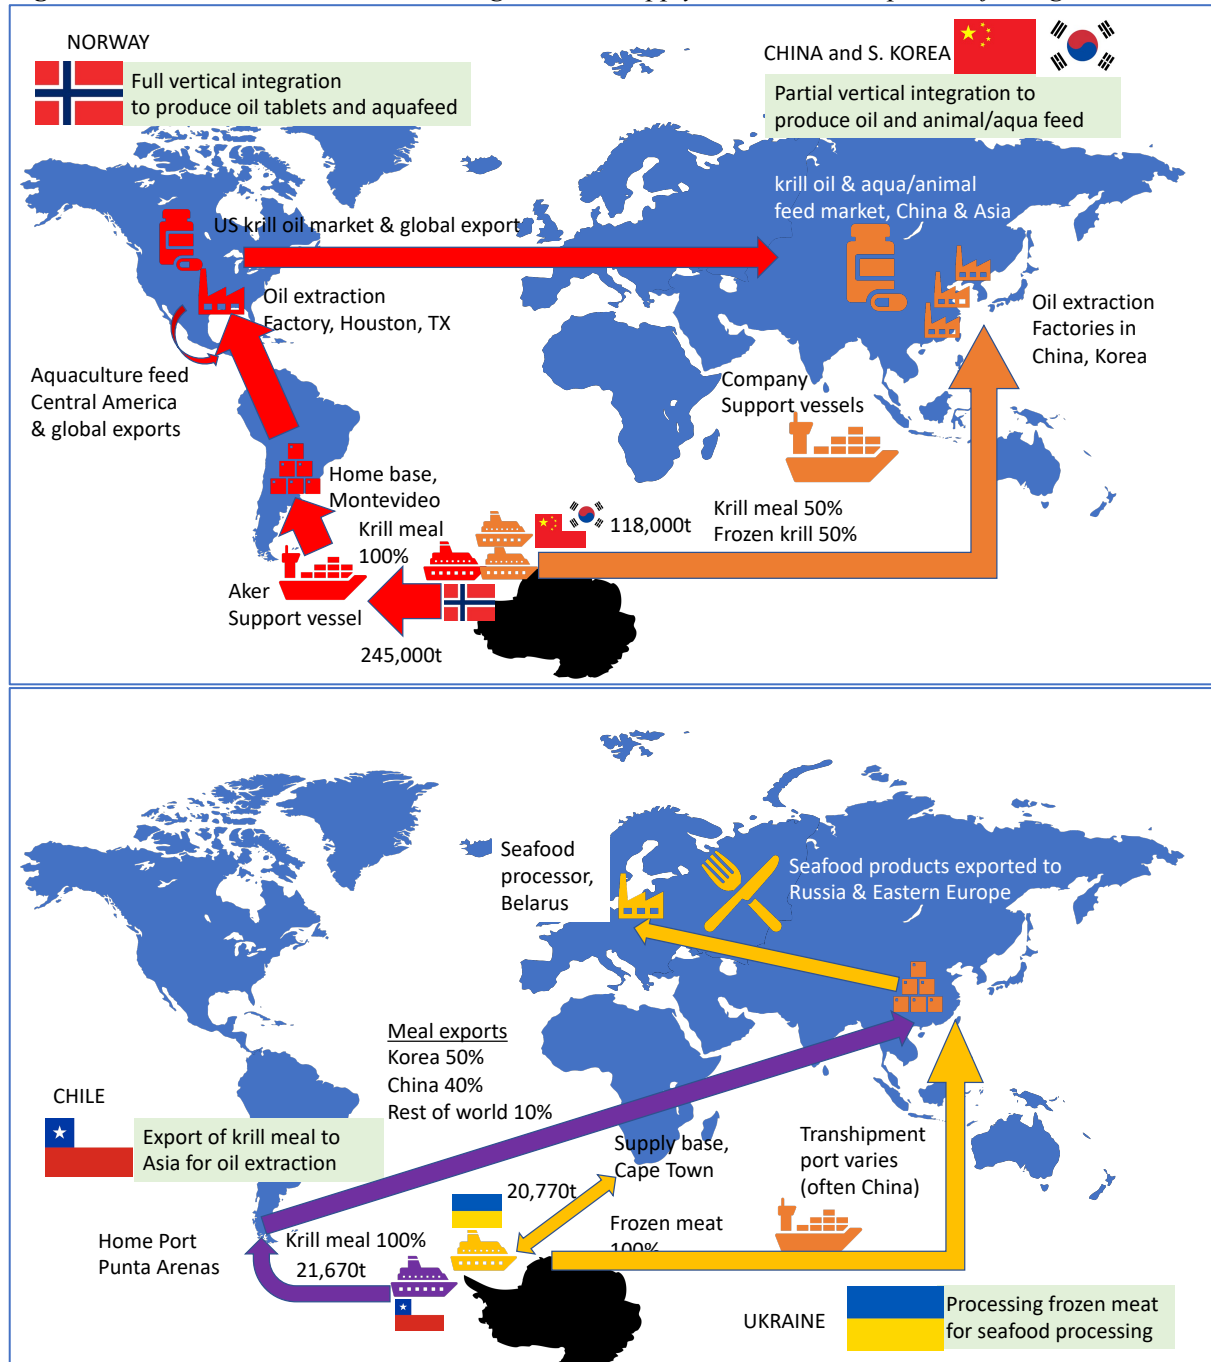 NORWAY
Full vertical integration
to produce oil tablets and aquafeed
CHINA and S. KOREA
Partial vertical integration to
produce oil and animal/aqua feed
krill oil & aqua/animal
feed market, China & Asia
US krill oil market & global export
Oil extraction
Factory, Houston, TX
Oil extraction
Factories in
China, Korea
Aquaculture feed
Central America
& global exports
Company
Support vessels
Home base,
Montevideo
Krill meal
100%
118,000t
Krill meal 50%
Frozen krill 50%
Aker
Support vessel
245,000t
Seafood
processor,
Belarus
Seafood products exported to
Russia & Eastern Europe
Meal exports
Korea 50%
China 40%
Rest of world 10%
CHILE
Export of krill meal to
Asia for oil extraction
Supply base,
Cape Town
Transhipment
port varies
(often China)
20,770t
Frozen meat
100%
Home Port
Punta Arenas
Krill meal 100%
21,670t
UKRAINE
Processing frozen meat
for seafood processing